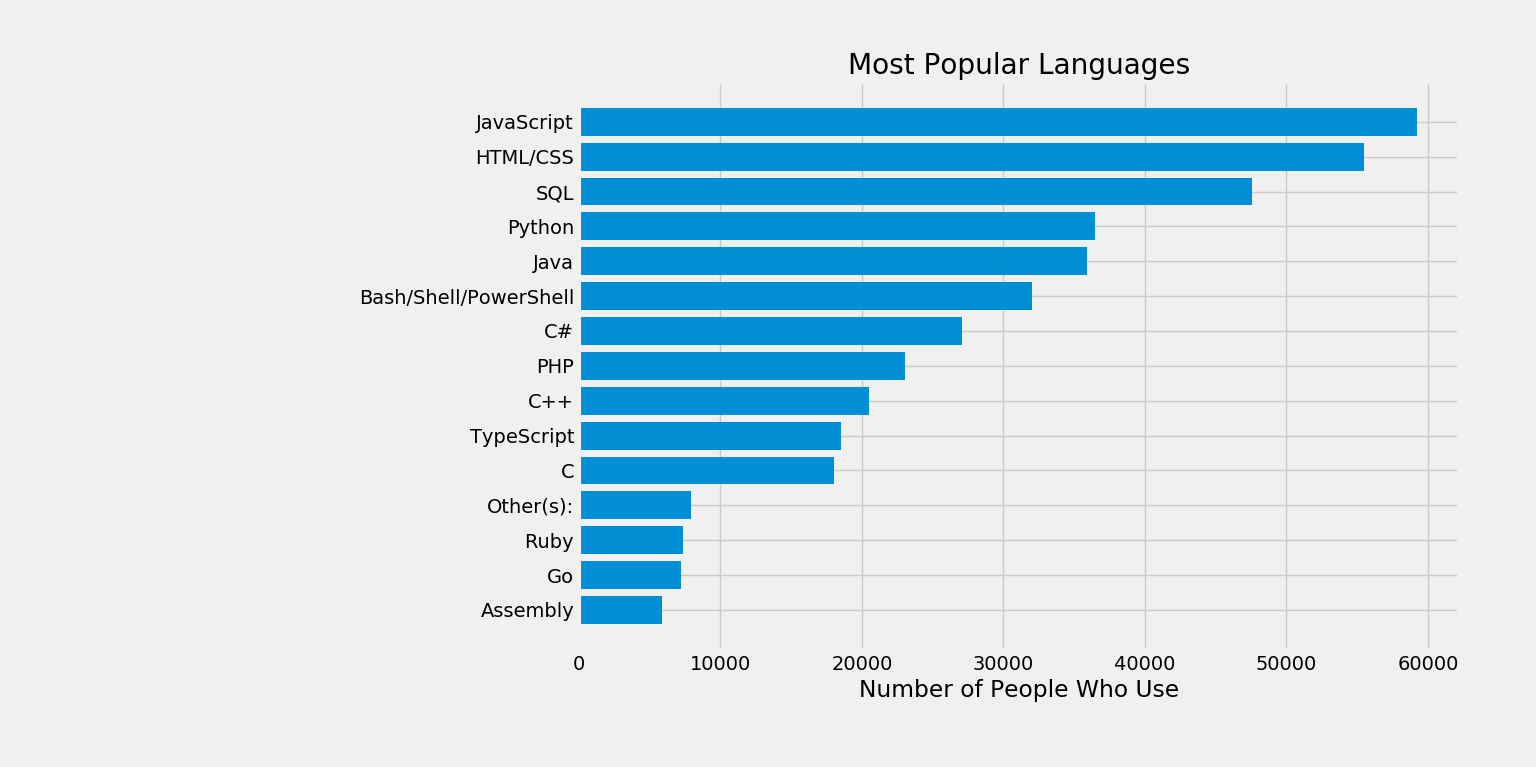 Most Popular Languages
JavaScript
HTML/CSS
SQL
Python
Java
Bash/Shell/PowerShell
C#
PHP
C++
TypeScript
C
Other(s):
Ruby
Go
Assembly
0 10000 20000 30000 40000 50000 60000
Number of People Who Use